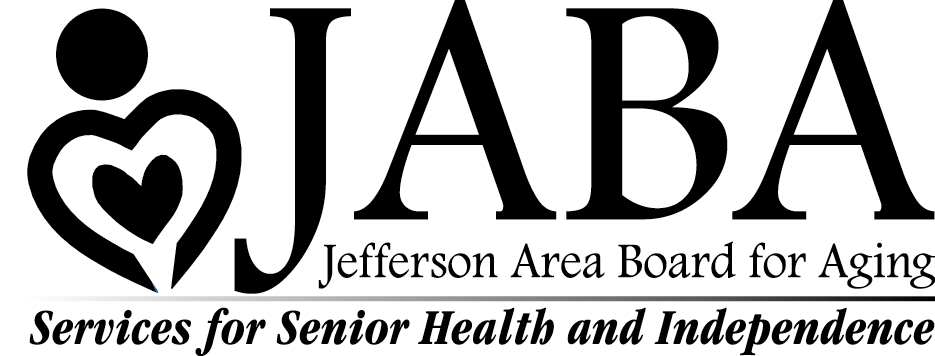 JABA
Jefferson Area Board for Aging
Services for Senior Health and Independence